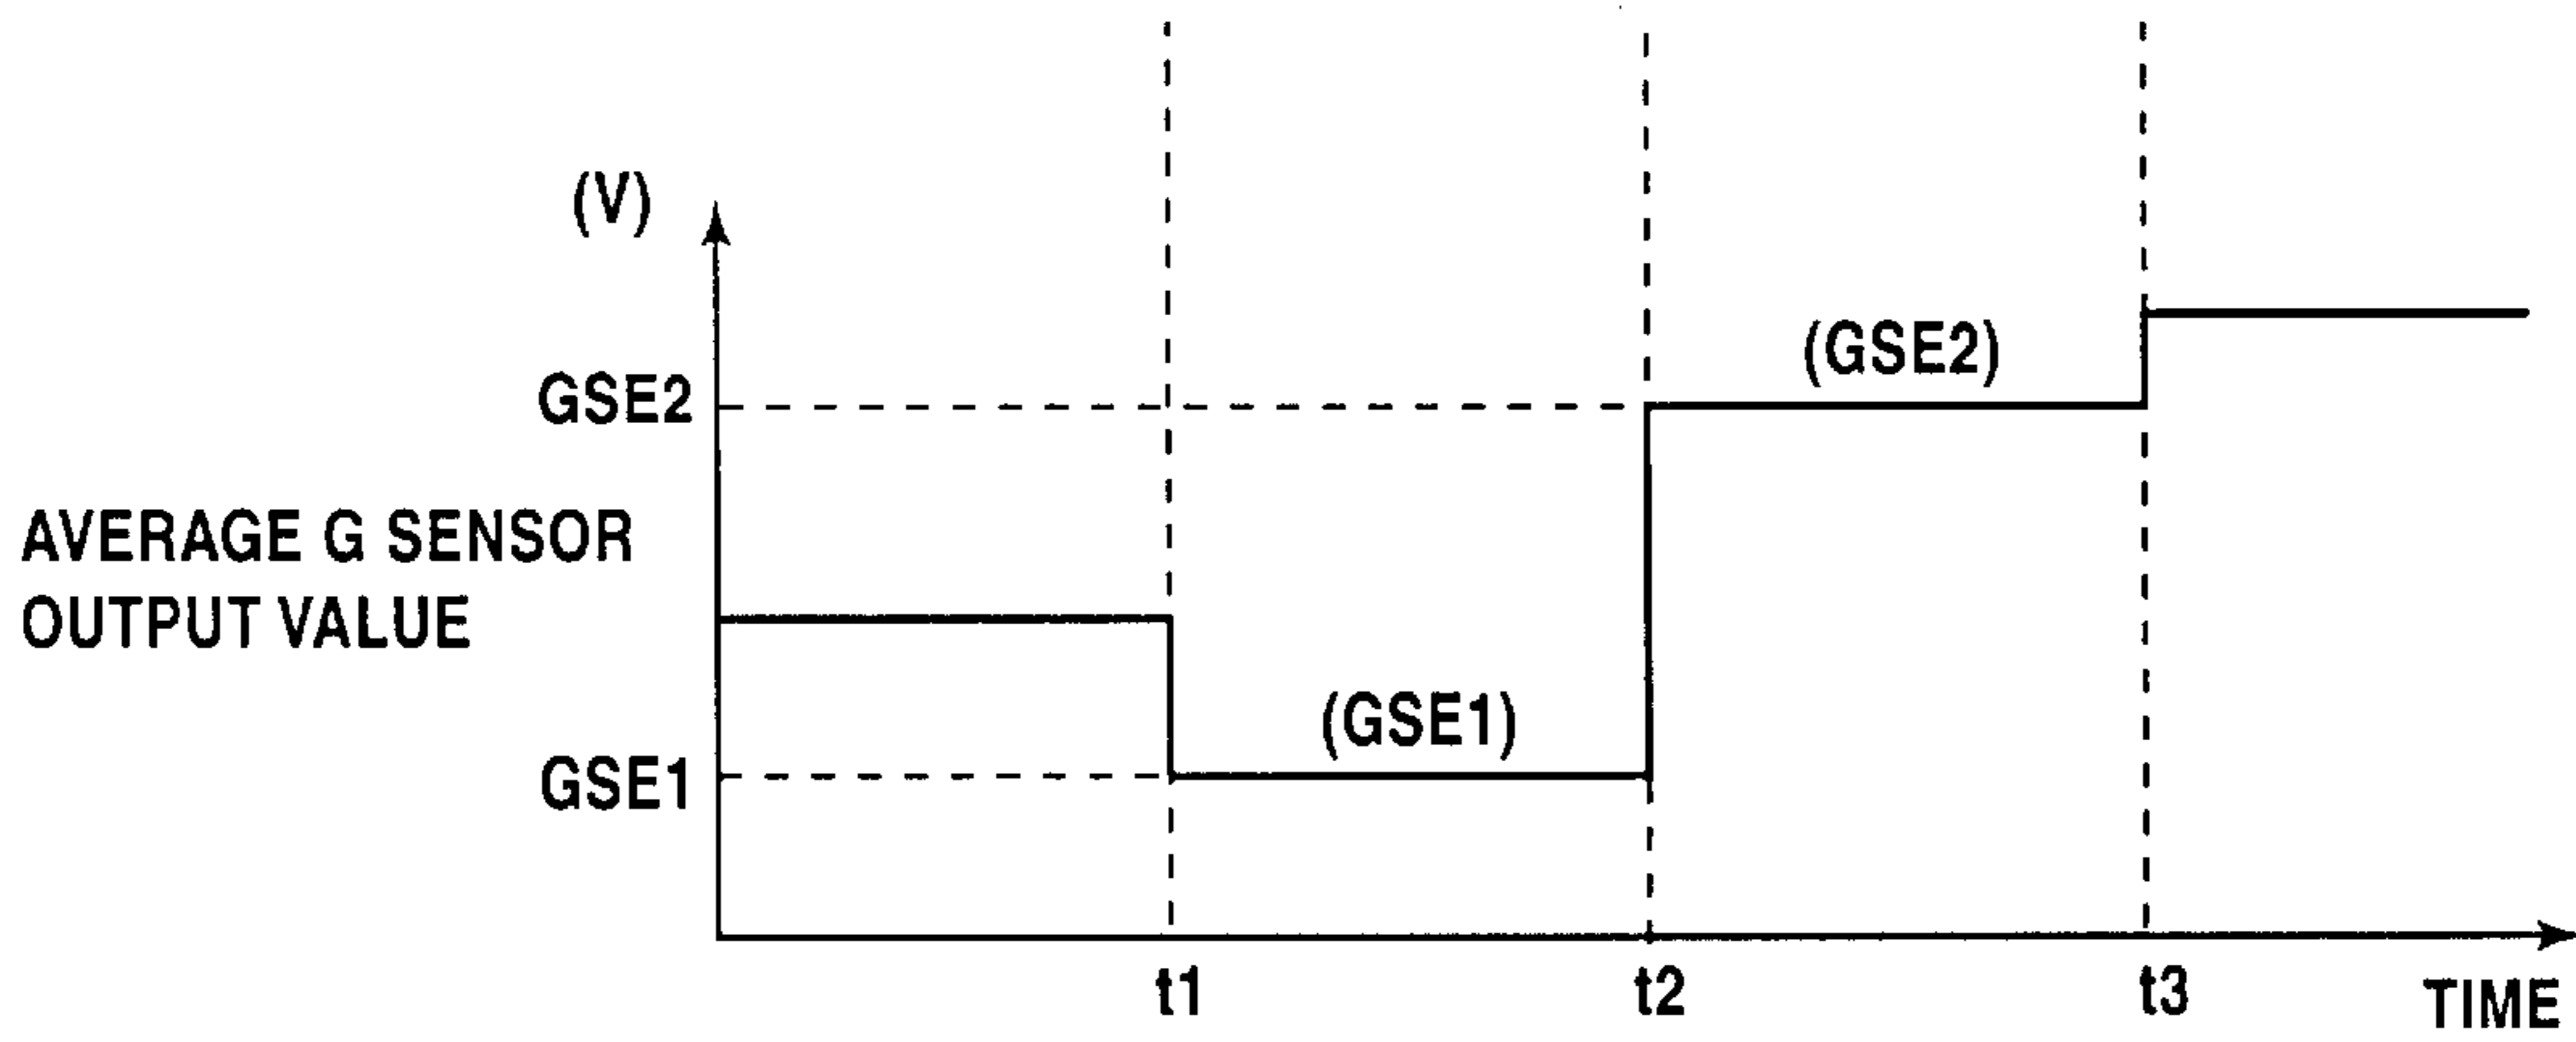 (V)
GSE2
(GSE2)
AVERAGE G SENSOR
OUTPUT VALUE
(GSE1)
GSE1
t1
t2
t3
TIME